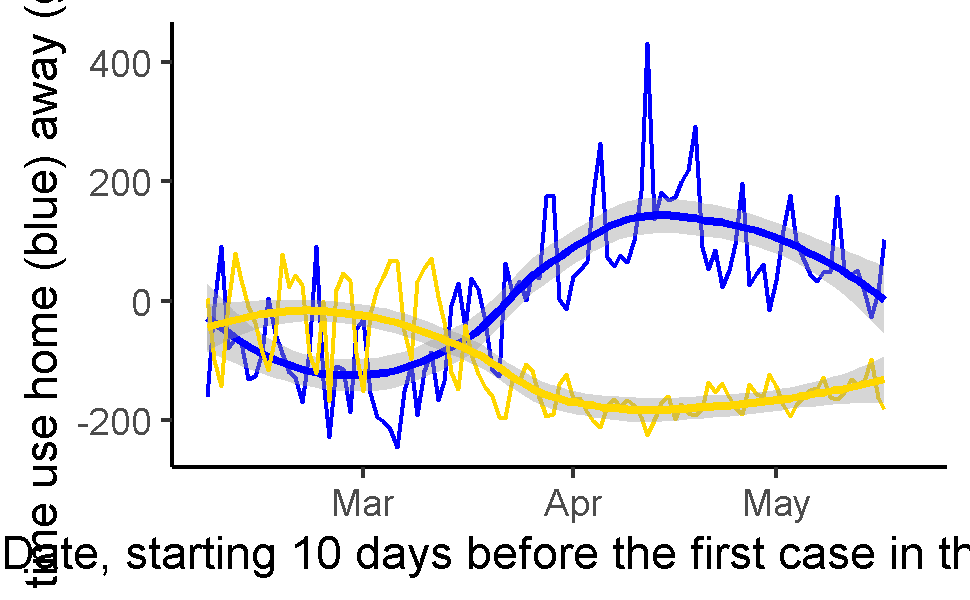 time use home (blue) away (
400
200
0
-200
Mar Apr May
Date, starting 10 days before the first case in th